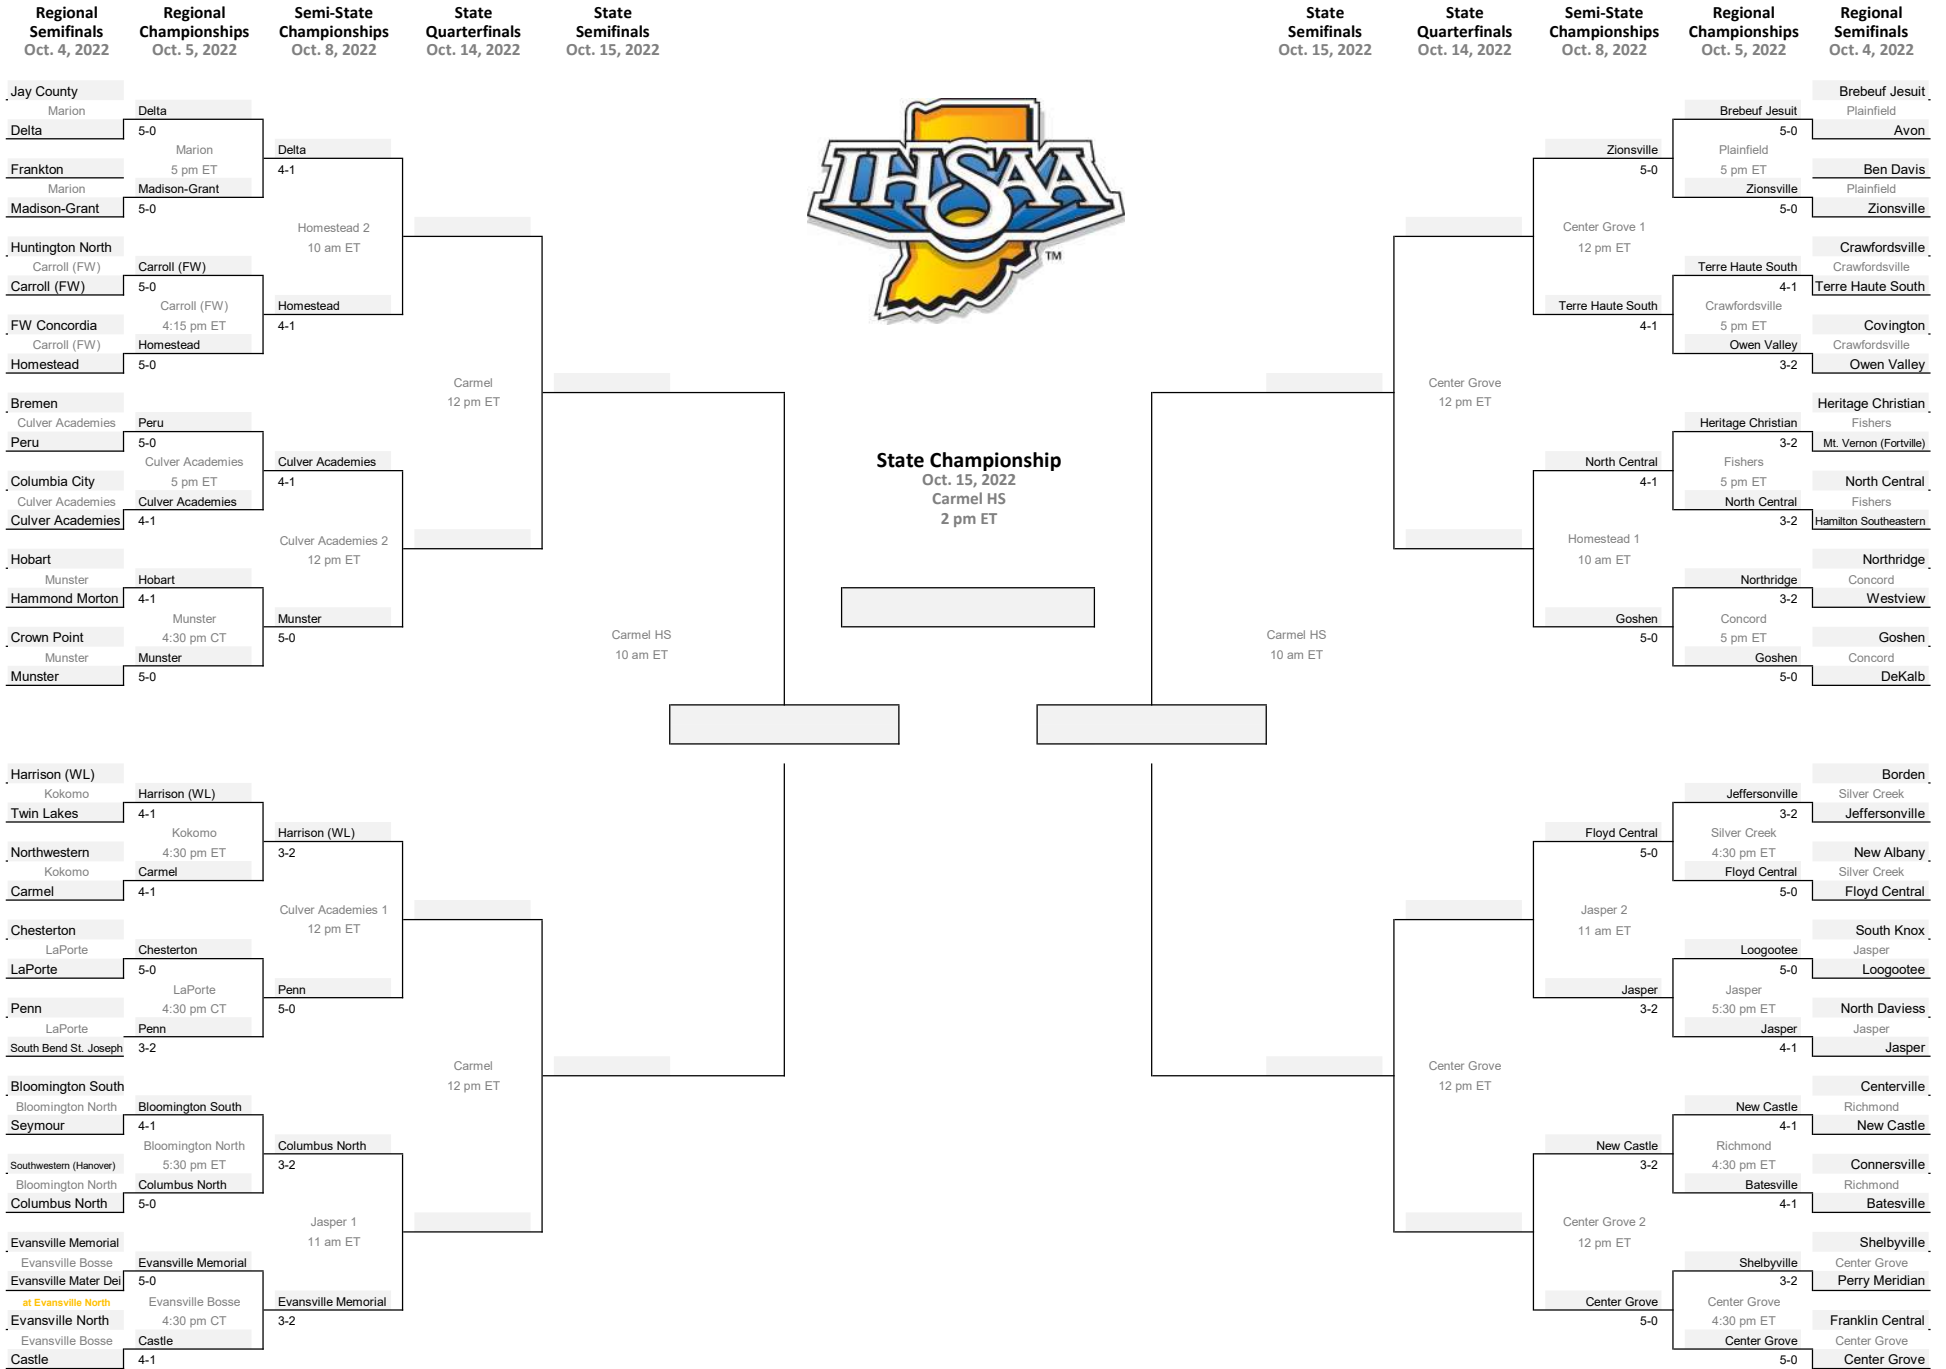 Regional Semifinals Oct. 4, 2022
Regional Championships Oct. 5, 2022
Semi-State Championships Oct. 8, 2022
State Quarterfinals Oct. 14, 2022
State Semifinals Oct. 15, 2022
State Semifinals Oct. 15, 2022
State Quarterfinals Oct. 14, 2022
Semi-State Championships Oct. 8, 2022
Regional Championships Oct. 5, 2022
Regional Semifinals Oct. 4, 2022
Jay County
Marion
Delta
Frankton
Marion
Madison-Grant
Huntington North
Carroll (FW)
Carroll (FW)
FW Concordia
Carroll (FW)
Homestead
Bremen
Culver Academies
Peru
Columbia City
Culver Academies
Culver Academies
Hobart
Munster
Hammond Morton
Crown Point
Munster
Munster
Delta
5-0
Marion
5 pm ET
Madison-Grant
5-0
Carroll (FW)
5-0
Carroll (FW)
4:15 pm ET
Homestead
5-0
Peru
5-0
Culver Academies
5 pm ET
Culver Academies
4-1
Hobart
4-1
Munster
4:30 pm CT
Munster
5-0
Delta
4-1
Homestead 2
10 am ET
Homestead
4-1
Culver Academies
4-1
Culver Academies 2
12 pm ET
Munster
5-0
Carmel
12 pm ET
Carmel HS
10 am ET
IHSAA
TM
State Championship
Oct. 15, 2022
Carmel HS
2 pm ET
Carmel HS
10 am ET
Center Grove
12 pm ET
Zionsville
5-0
Center Grove 1
12 pm ET
Terre Haute South
4-1
North Central
4-1
Homestead 1
10 am ET
Goshen
5-0
Brebeuf Jesuit
5-0
Plainfield
5 pm ET
Zionsville
5-0
Terre Haute South
4-1
Crawfordsville
5 pm ET
Owen Valley
3-2
Heritage Christian
3-2
Fishers
5 pm ET
North Central
3-2
Northridge
3-2
Concord
5 pm ET
Goshen
5-0
Brebeuf Jesuit
Plainfield
Avon
Ben Davis
Plainfield
Zionsville
Crawfordsville
Crawfordsville
Terre Haute South
Covington
Crawfordsville
Owen Valley
Heritage Christian
Fishers
Mt. Vernon (Fortville)
North Central
Fishers
Hamilton Southeastern
Northridge
Concord
Westview
Goshen
Concord
DeKalb
Harrison (WL)
Kokomo
Twin Lakes
Northwestern
Kokomo
Carmel
Chesterton
LaPorte
LaPorte
Penn
LaPorte
South Bend St. Joseph
Bloomington South
Bloomington North
Seymour
Southwestern (Hanover)
Bloomington North
Columbus North
Evansville Memorial
Evansville Bosse
Evansville Mater Dei
at Evansville North
Evansville North
Evansville Bosse
Castle
Harrison (WL)
4-1
Kokomo
4:30 pm ET
Carmel
4-1
Chesterton
5-0
LaPorte
4:30 pm CT
Penn
3-2
Bloomington South
4-1
Bloomington North
5:30 pm ET
Columbus North
5-0
Evansville Memorial
5-0
Evansville Bosse
4:30 pm CT
Castle
4-1
Harrison (WL)
3-2
Culver Academies 1
12 pm ET
Penn
5-0
Columbus North
3-2
Jasper 1
11 am ET
Evansville Memorial
3-2
Carmel
12 pm ET
Center Grove
12 pm ET
Floyd Central
5-0
Jasper 2
11 am ET
Jasper
3-2
New Castle
3-2
Center Grove 2
12 pm ET
Center Grove
5-0
Jeffersonville
3-2
Silver Creek
4:30 pm ET
Floyd Central
5-0
Loogootee
5-0
Jasper
5:30 pm ET
Jasper
4-1
New Castle
4-1
Richmond
4:30 pm ET
Batesville
4-1
Shelbyville
3-2
Center Grove
4:30 pm ET
Center Grove
5-0
Borden
Silver Creek
Jeffersonville
New Albany
Silver Creek
Floyd Central
South Knox
Jasper
Loogootee
North Daviess
Jasper
Jasper
Centerville
Richmond
New Castle
Connersville
Richmond
Batesville
Shelbyville
Center Grove
Perry Meridian
Franklin Central
Center Grove
Center Grove